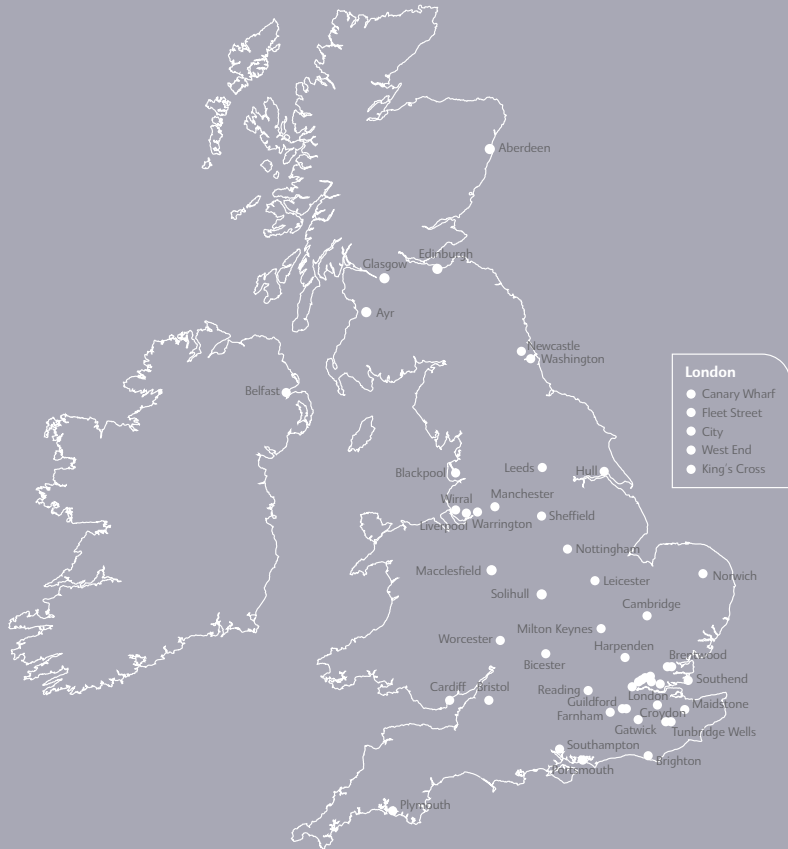 Aberdeen
Edinburgh
Glasgow
Ayr
Newcastle
Washington
London
Canary Wharf
Fleet Street
City
West End
King's Cross
Belfast
Blackpool
Leeds
Hull
Wirral
Manchester
Liverpool
Warrington
Sheffield
Nottingham
Macclesfield
Leicester
Norwich
Solihull
Cambridge
Milton Keynes
Worcester
Harpenden
Bicester
Brentwood
Cardiff
Bristol
Reading
London
Southend
Guildford
Maidstone
Farnham
Croydon
Gatwick
Tunbridge Wells
Southampton
Brighton
Portsmouth
Plymouth